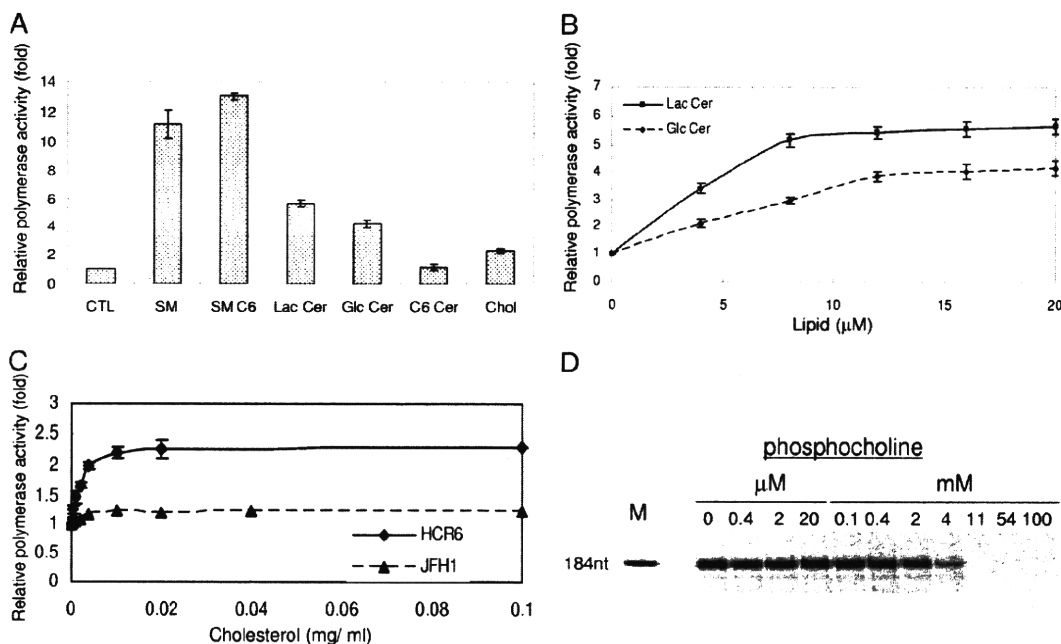 A
Relative polymerase activity (fold)
14
12
10
8
6
4
2
0
CTL SM SM C6 Lac Cer Glc Cer C6 Cer Chol
B
Relative polymerase activity (fold)
7
6
5
4
3
2
1
0
Lac Cer
Glc Cer
0 5 10 15 20
Lipid (μM)
C
Relative polymerase activity (fold)
3
2.5
2
1.5
1
0.5
0
HCR6
JFH1
0 0.02 0.04 0.06 0.08 0.1
Cholesterol (mg/ ml)
D
phosphocholine
μM mM
M 0 0.4 2 20 0.1 0.4 2 4 11 54 100
184nt